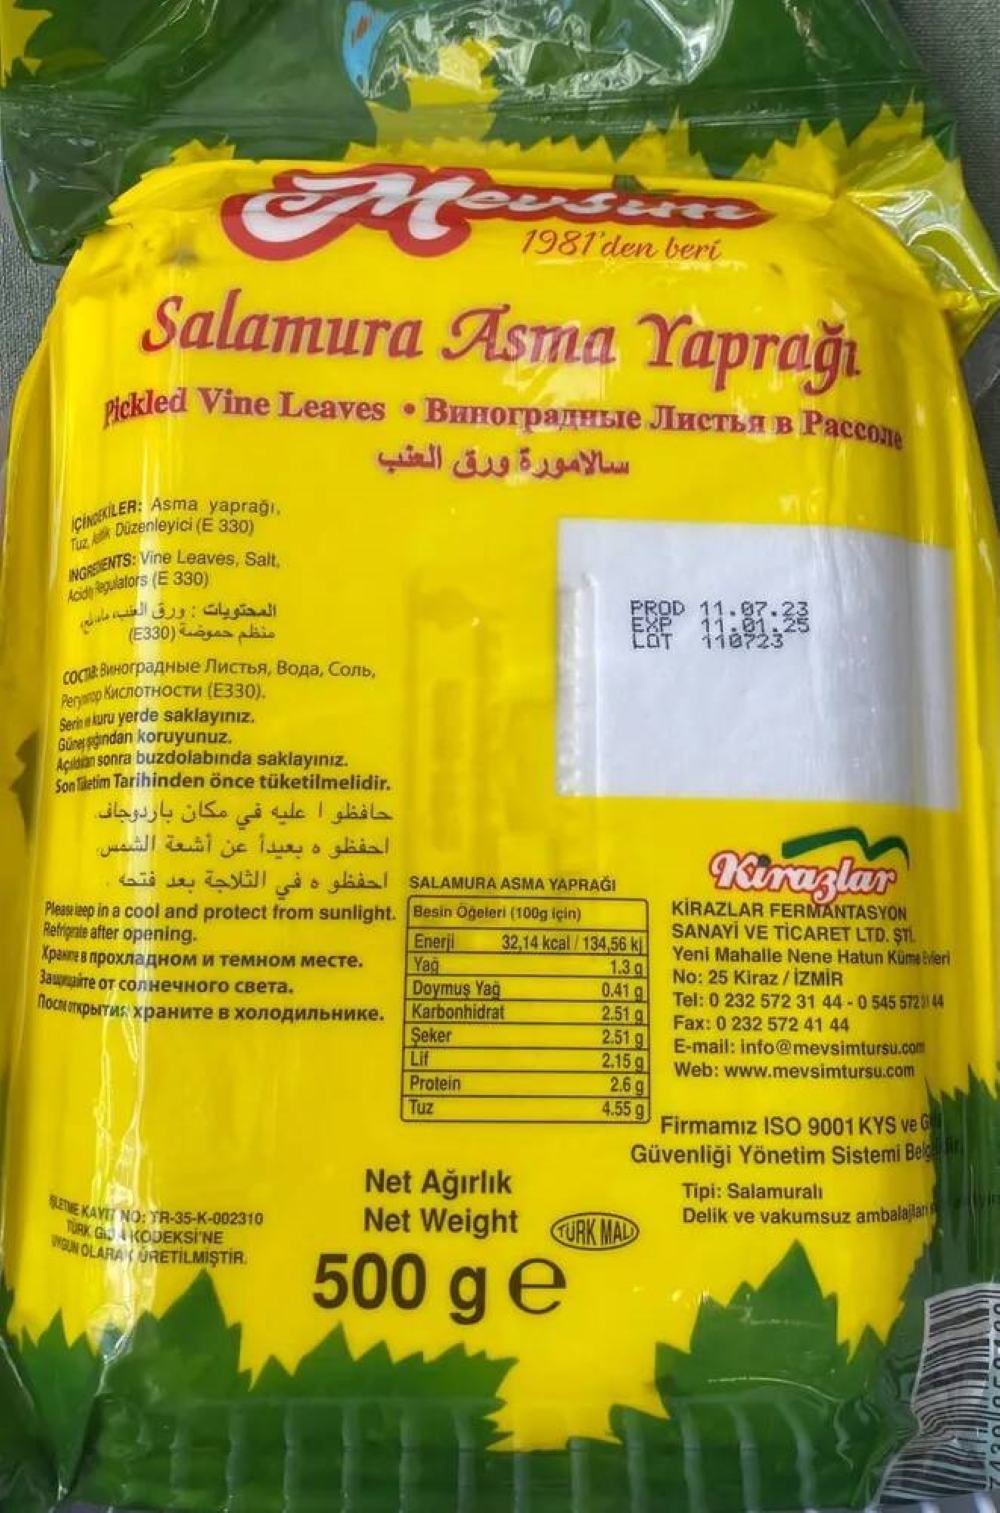 Mevsim
1981'den beri
Salamura Asma Yaprağı
Pickled Vine Leaves • Виноградные Листья в Рассоле
سالامورة ورق العنب
İÇİNDEKİLER: Asma yaprağı,
Tuz, Asitlik Düzenleyici (E 330)
INGREDIENTS: Vine Leaves, Salt,
Acidity Regulators (E 330)
المحتويات : ورق العنب،
منظم حموضة (E330)
СОСТАВ: Виноградные Листья, Вода, Соль,
Регулятор Кислотности (E330).
Serin ve kuru yerde saklayınız.
Güneş ışığından koruyunuz.
Açıldıktan sonra buzdolabında saklayınız.
Son Tüketim Tarihinden önce tüketilmelidir.
حافظو ا عليه في مكان باردوجاف.
احفظو ه بعيداً عن أشعة الشمس.
احفظو ه في الثلاجة بعد فتحه .
Please keep in a cool and protect from sunlight.
Refrigerate after opening.
Храните в прохладном и темном месте.
Защищайте от солнечного света.
После открытия храните в холодильнике.
PROD 11.07.23
EXP 11.01.25
LOT 110723
SALAMURA ASMA YAPRAĞI
Besin Öğeleri (100g için)
Enerji 32,14 kcal / 134,56 kj
Yağ 1.3 g
Doymuş Yağ 0.41 g
Karbonhidrat 2.51 g
Şeker 2.51 g
Lif 2.15 g
Protein 2.6 g
Tuz 4.55 g
Kirazlar
KİRAZLAR FERMANTASYON
SANAYİ VE TİCARET LTD. ŞTİ.
Yeni Mahalle Nene Hatun Küme Evleri
No: 25 Kiraz / İZMİR
Tel: 0 232 572 31 44 - 0 545 572 31 44
Fax: 0 232 572 41 44
E-mail: info@mevsimtursu.com
Web: www.mevsimtursu.com
Firmamız ISO 9001 KYS ve
Güvenliği Yönetim Sistemi
Tipi: Salamuralı
Delik ve vakumsuz ambalajları
Net Ağırlık
Net Weight
500 g e
TÜRK MALI
İŞLETME KAYIT NO: TR-35-K-002310
TÜRK GIDA KODEKSİ'NE
UYGUN OLARAK ÜRETİLMİŞTİR.